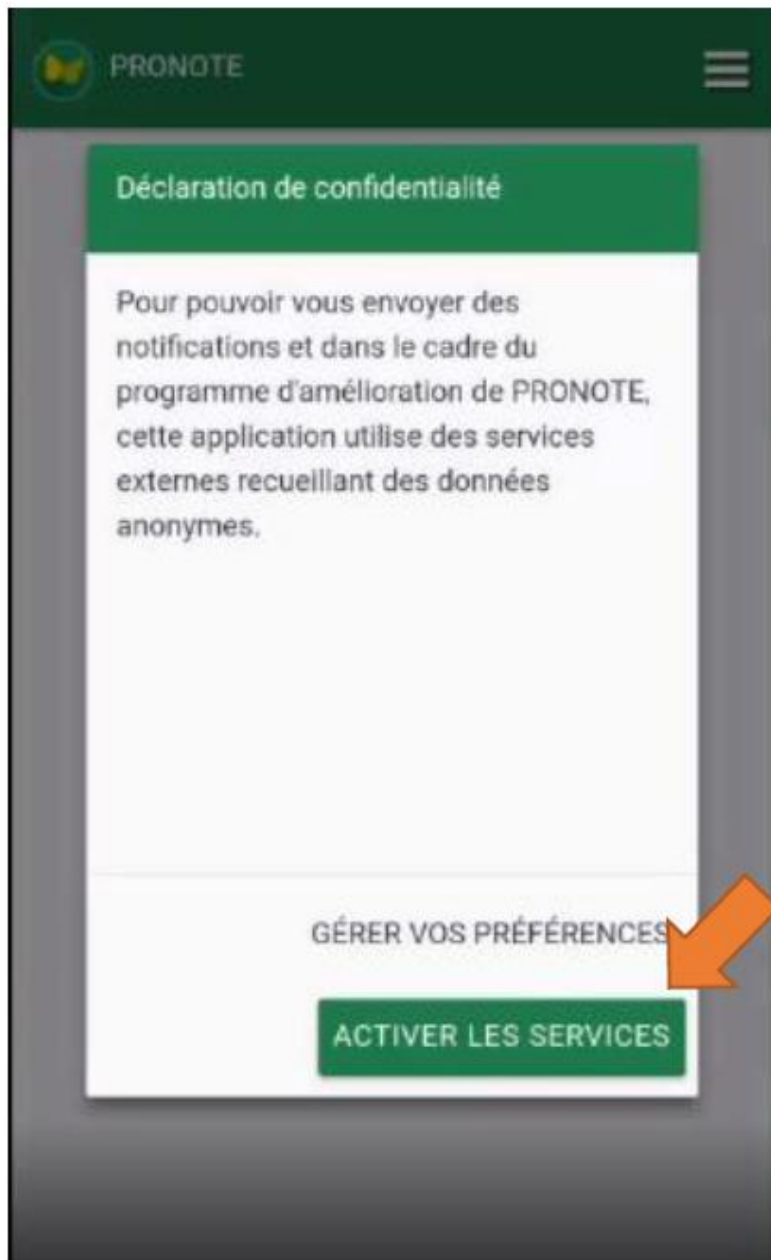 PRONOTE
Déclaration de confidentialité
Pour pouvoir vous envoyer des
notifications et dans le cadre du
programme d'amélioration de PRONOTE,
cette application utilise des services
externes recueillant des données
anonymes.
GÉRER VOS PRÉFÉRENCES
ACTIVER LES SERVICES